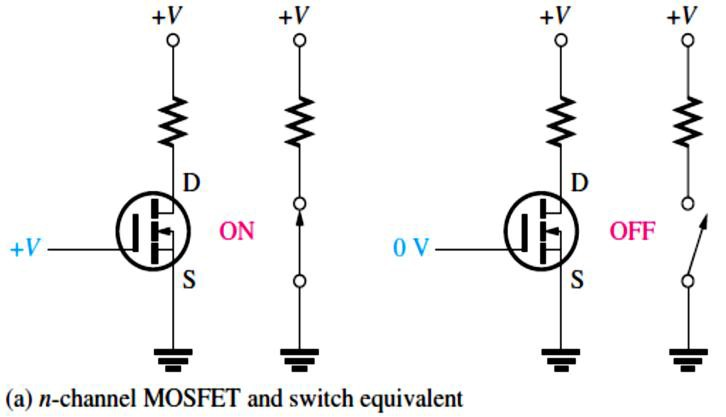 +V +V +V +V
D D
+V ON 0 V OFF
S S
(a) n-channel MOSFET and switch equivalent